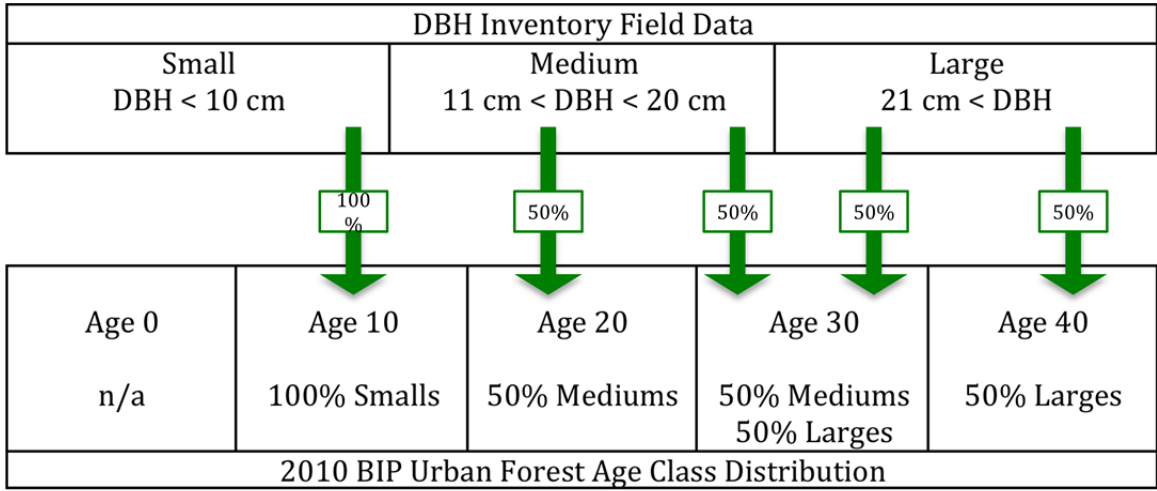 DBH Inventory Field Data
Small
DBH < 10 cm
Medium
11 cm < DBH < 20 cm
Large
21 cm < DBH
100
%
50%
50%
50%
50%
Age 0
n/a
Age 10
100% Smalls
Age 20
50% Mediums
Age 30
50% Mediums
50% Larges
Age 40
50% Larges
2010 BIP Urban Forest Age Class Distribution